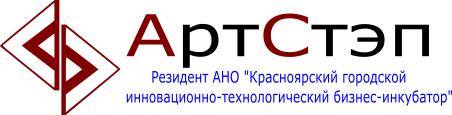 АртСтэп
Резидент АНО "Красноярский городской
инновационно-технологический бизнес-инкубатор"